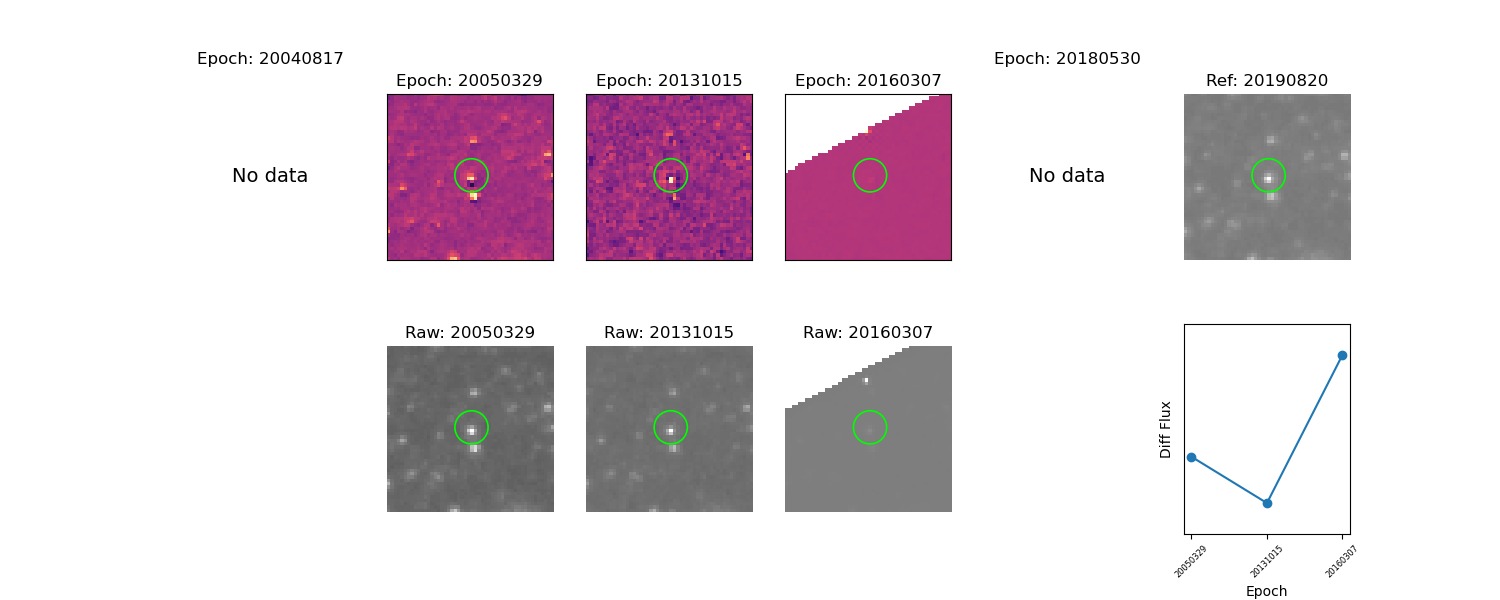 Epoch: 20040817
Epoch: 20180530
Epoch: 20050329
Epoch: 20131015
Epoch: 20160307
Ref: 20190820
No data
No data
Raw: 20050329
Raw: 20131015
Raw: 20160307
Diff Flux
20050329
20131015
20160307
Epoch